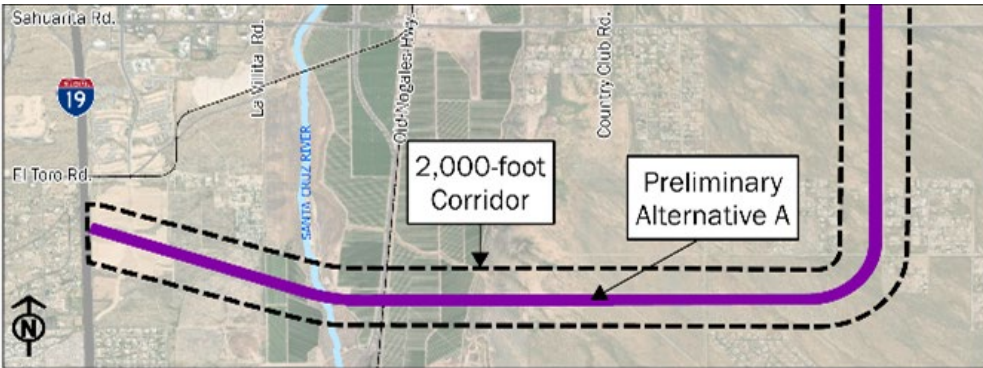 Sahuarita Rd.
La Villita Rd.
Old Nogales Hwy.
Country Club Rd.
19
El Toro Rd.
SANTA CRUZ RIVER
2,000-foot
Corridor
Preliminary
Alternative A
N